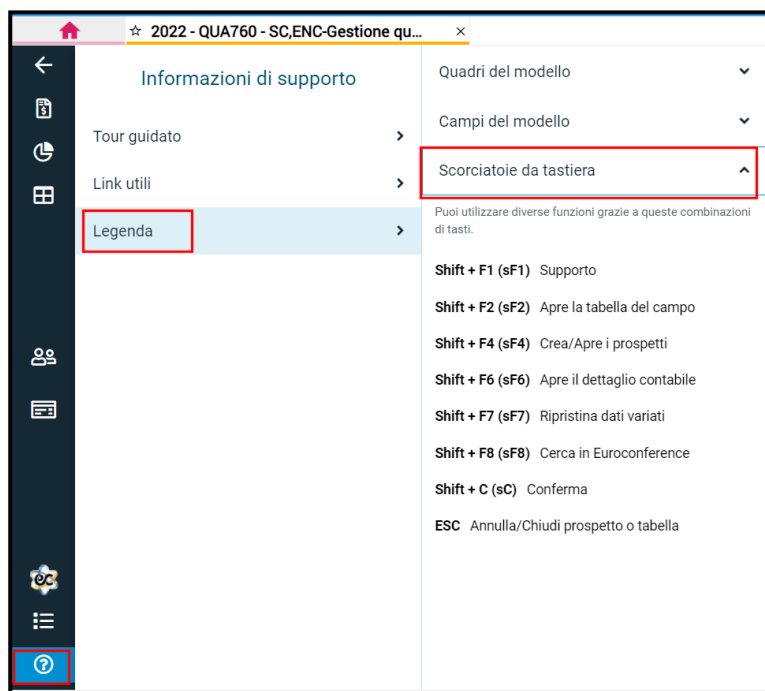 ☆ 2022 - QUA760 - SC,ENC-Gestione qu... ×
Informazioni di supporto
Tour guidato
Link utili
Legenda
Quadri del modello
Campi del modello
Scorciatoie da tastiera
Puoi utilizzare diverse funzioni grazie a queste combinazioni
di tasti.
Shift + F1 (sF1) Supporto
Shift + F2 (sF2) Apre la tabella del campo
Shift + F4 (sF4) Crea/Apre i prospetti
Shift + F6 (sF6) Apre il dettaglio contabile
Shift + F7 (sF7) Ripristina dati variati
Shift + F8 (sF8) Cerca in Euroconference
Shift + C (sC) Conferma
ESC Annulla/Chiudi prospetto o tabella
ec